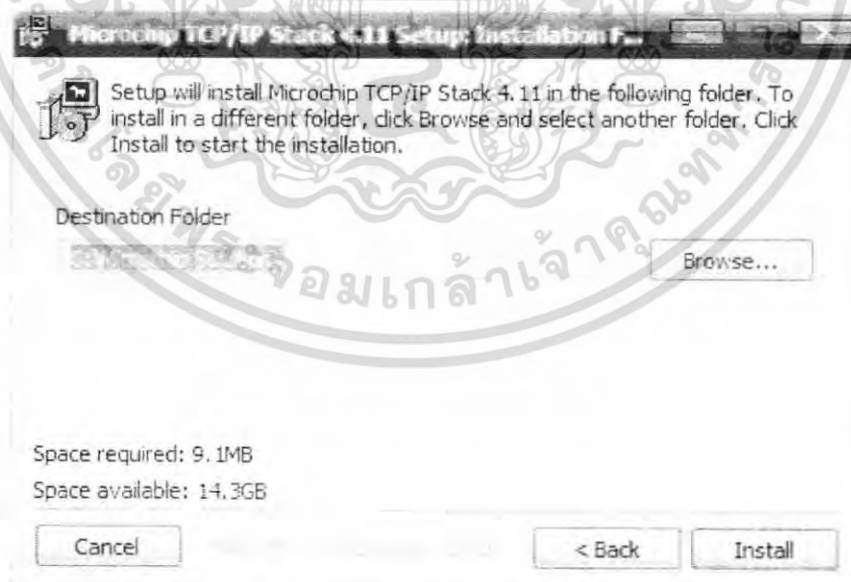 Microchip TCP/IP Stack 4.11 Setup: Installation F...
Setup will install Microchip TCP/IP Stack 4.11 in the following folder. To
install in a different folder, click Browse and select another folder. Click
Install to start the installation.
Destination Folder
Browse...
จอมเกล้าเจ้าคุณทหาร
Space required: 9.1MB
Space available: 14.3GB
Cancel
< Back
Install